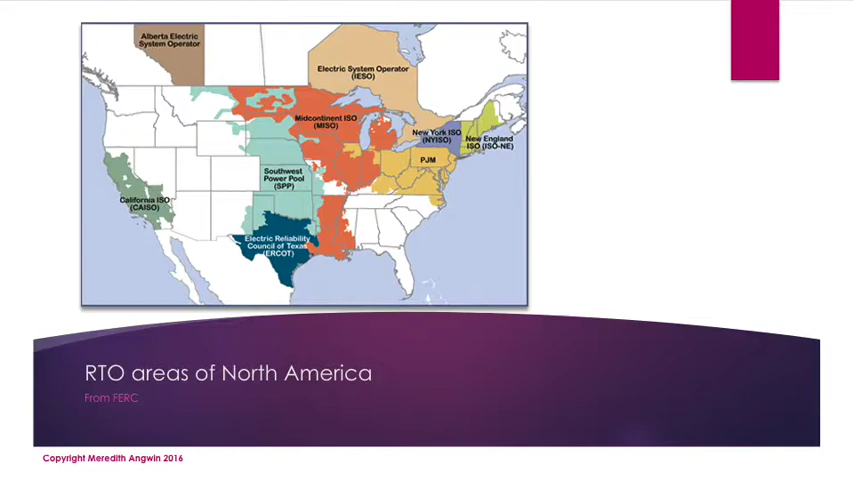 Alberta Electric
System Operator
Electric System Operator
(IESO)
Midcontinent ISO
(MISO)
New York ISO
(NYISO)
New England
ISO (ISO-NE)
PJM
Southwest
Power Pool
(SPP)
California ISO
(CAISO)
Electric Reliability
Council of Texas
(ERCOT)
RTO areas of North America
From FERC
Copyright Meredith Angwin 2016